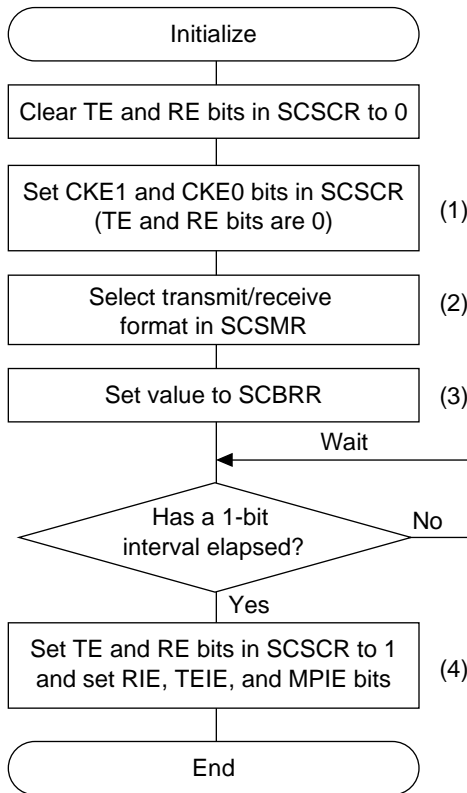 Initialize
Clear TE and RE bits in SCSCR to 0
Set CKE1 and CKE0 bits in SCSCR
(TE and RE bits are 0)
(1)
Select transmit/receive
format in SCSMR
(2)
Set value to SCBRR
(3)
Wait
Has a 1-bit
interval elapsed?
No
Yes
Set TE and RE bits in SCSCR to 1
and set RIE, TEIE, and MPIE bits
(4)
End